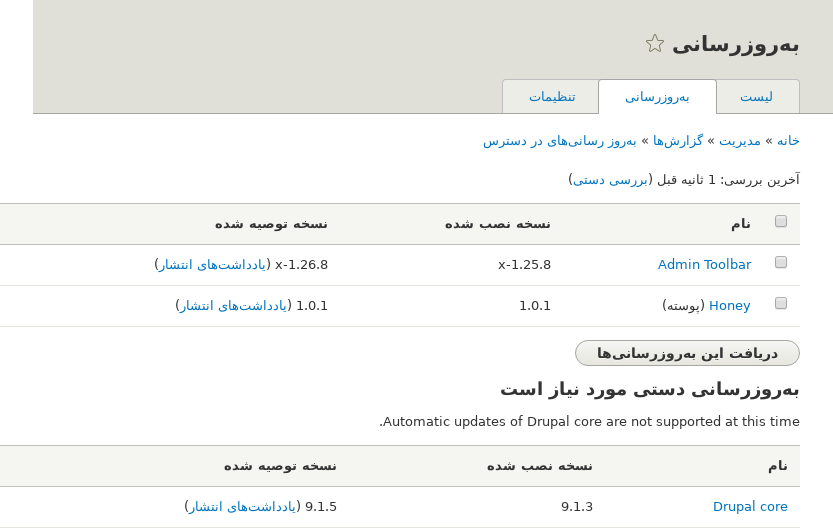 به‌روزرسانی
لیست به‌روزرسانی تنظیمات
خانه » مدیریت » گزارش‌ها » به‌روز رسانی‌های در دسترس
آخرین بررسی: 1 ثانیه قبل (بررسی دستی)
نام نسخه نصب شده نسخه توصیه شده
Admin Toolbar x-1.25.8 x-1.26.8 (یادداشت‌های انتشار)
Honey (پوسته) 1.0.1 1.0.1 (یادداشت‌های انتشار)
دریافت این به‌روزرسانی‌ها
به‌روزرسانی دستی مورد نیاز است
.Automatic updates of Drupal core are not supported at this time
نام نسخه نصب شده نسخه توصیه شده
Drupal core 9.1.3 9.1.5 (یادداشت‌های انتشار)